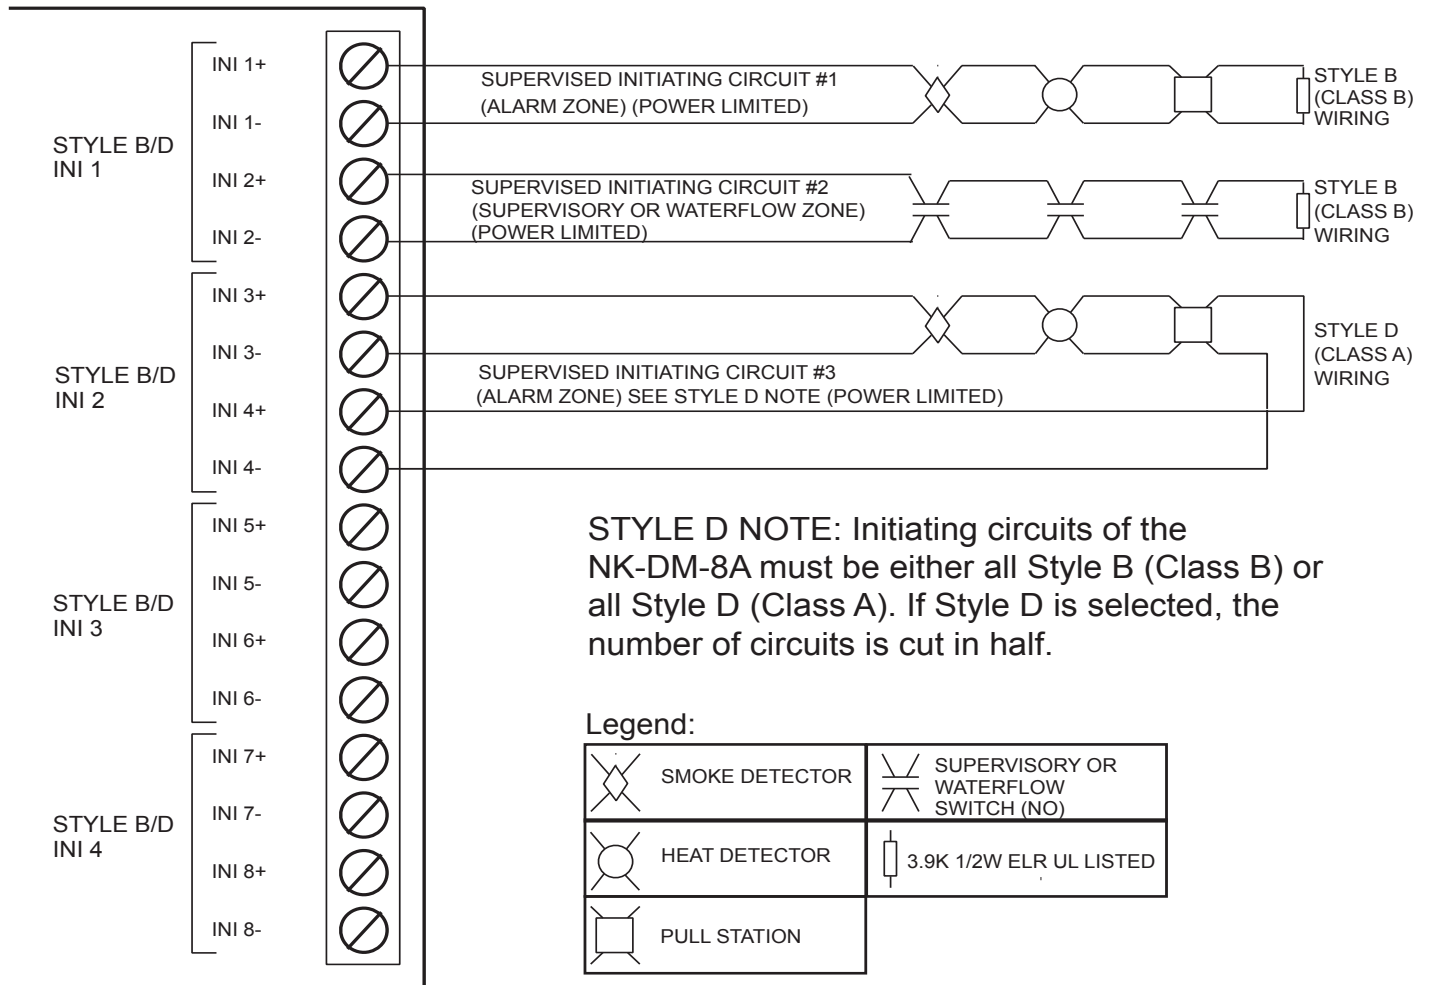 STYLE B/D
INI 1
INI 1+
INI 1-
INI 2+
INI 2-
STYLE B/D
INI 2
INI 3+
INI 3-
INI 4+
INI 4-
STYLE B/D
INI 3
INI 5+
INI 5-
INI 6+
INI 6-
STYLE B/D
INI 4
INI 7+
INI 7-
INI 8+
INI 8-
SUPERVISED INITIATING CIRCUIT #1
(ALARM ZONE) (POWER LIMITED)
STYLE B
(CLASS B)
WIRING
SUPERVISED INITIATING CIRCUIT #2
(SUPERVISORY OR WATERFLOW ZONE)
(POWER LIMITED)
STYLE B
(CLASS B)
WIRING
SUPERVISED INITIATING CIRCUIT #3
(ALARM ZONE) SEE STYLE D NOTE (POWER LIMITED)
STYLE D
(CLASS A)
WIRING
STYLE D NOTE: Initiating circuits of the
NK-DM-8A must be either all Style B (Class B) or
all Style D (Class A). If Style D is selected, the
number of circuits is cut in half.
Legend:
SMOKE DETECTOR
SUPERVISORY OR
WATERFLOW
SWITCH (NO)
HEAT DETECTOR
3.9K 1/2W ELR UL LISTED
PULL STATION